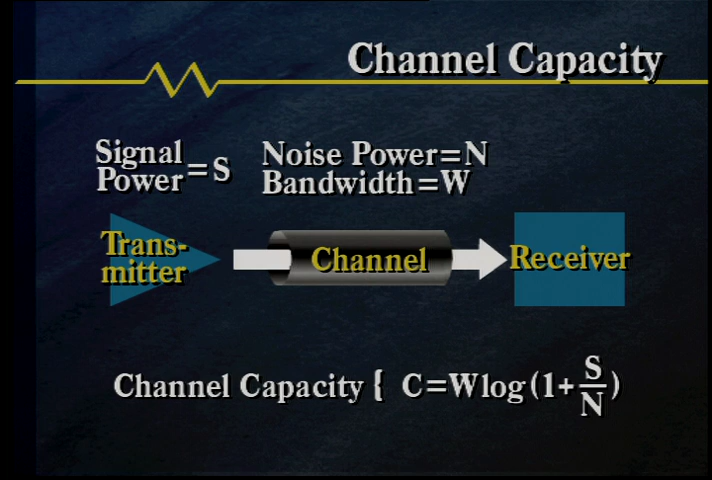 Channel Capacity
Signal Power = S
Noise Power=N
Bandwidth=W
Trans-
mitter
Channel
Receiver
Channel Capacity { C=Wlog(1+S/N)